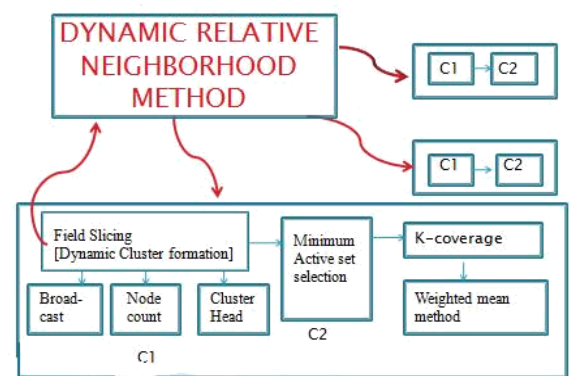 DYNAMIC RELATIVE
NEIGHBORHOOD
METHOD
C1
C2
C1
C2
Field Slicing
[Dynamic Cluster formation]
Broad-
cast
Node
count
Cluster
Head
C1
Minimum
Active set
selection
C2
K-coverage
Weighted mean
method